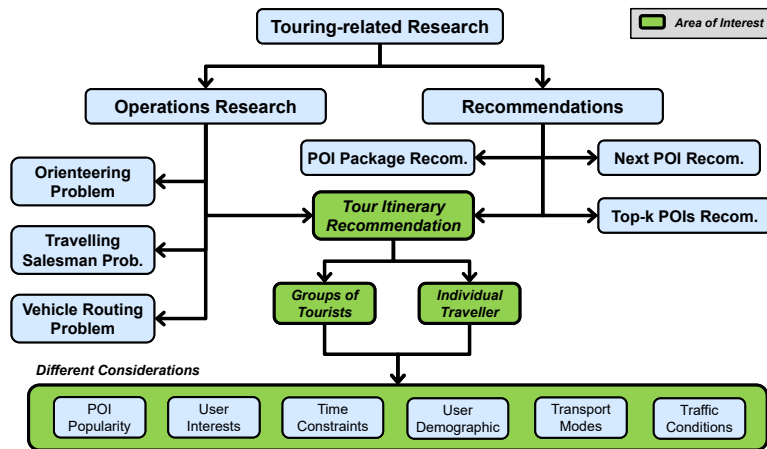 Touring-related Research
Area of Interest
Operations Research
Recommendations
POI Package Recom.
Next POI Recom.
Orienteering
Problem
Tour Itinerary
Recommendation
Top-k POIs Recom.
Travelling
Salesman Prob.
Groups of
Tourists
Individual
Traveller
Vehicle Routing
Problem
Different Considerations
POI
Popularity
User
Interests
Time
Constraints
User
Demographic
Transport
Modes
Traffic
Conditions